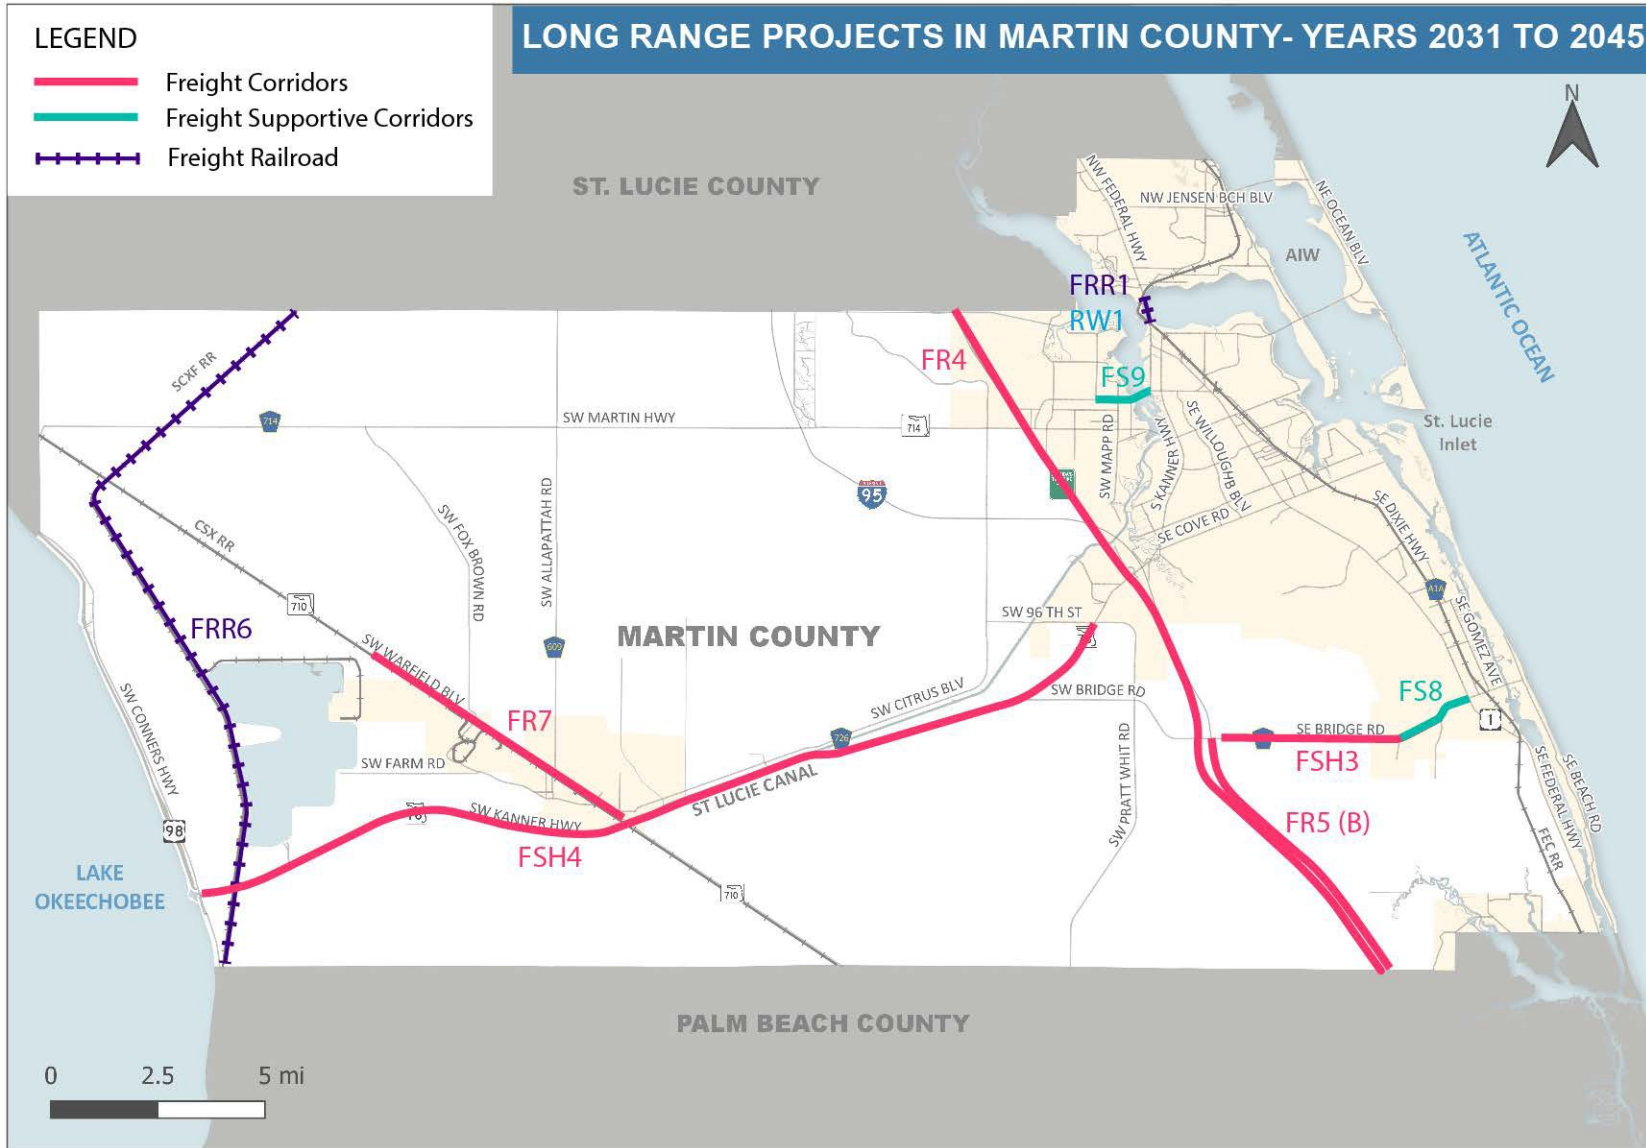 LEGEND
Freight Corridors
Freight Supportive Corridors
Freight Railroad
LONG RANGE PROJECTS IN MARTIN COUNTY- YEARS 2031 TO 2045
N
ST. LUCIE COUNTY
NW FEDERAL HWY
NW JENSEN BCH BLV
NE OCEAN BLV
AIW
ATLANTIC OCEAN
FRR1
RW1
FR4
FS9
SCXF RR
714
SW MARTIN HWY
714
St. Lucie
Inlet
SW MAPP RD
S KANNER HWY
SE WILLOUGHB BLV
95
SE COVE RD
SE DIXIE HWY
CSX RR
SW FOX BROWN RD
SW ALLAPATTAH RD
710
A1A
SE GOMEZ AVE
SW 96 TH ST
FRR6
MARTIN COUNTY
609
SW WARFIELD BLV
SW CONNERS HWY
FR7
SW CITRUS BLV
SW BRIDGE RD
FS8
1
726
SE BRIDGE RD
FSH3
SW FARM RD
ST LUCIE CANAL
SW PRATT WHIT RD
SE FEDERAL HWY
SE BEACH RD
SW KANNER HWY
98
FSH4
FR5 (B)
FEC RR
LAKE
OKEECHOBEE
710
PALM BEACH COUNTY
0 2.5 5 mi